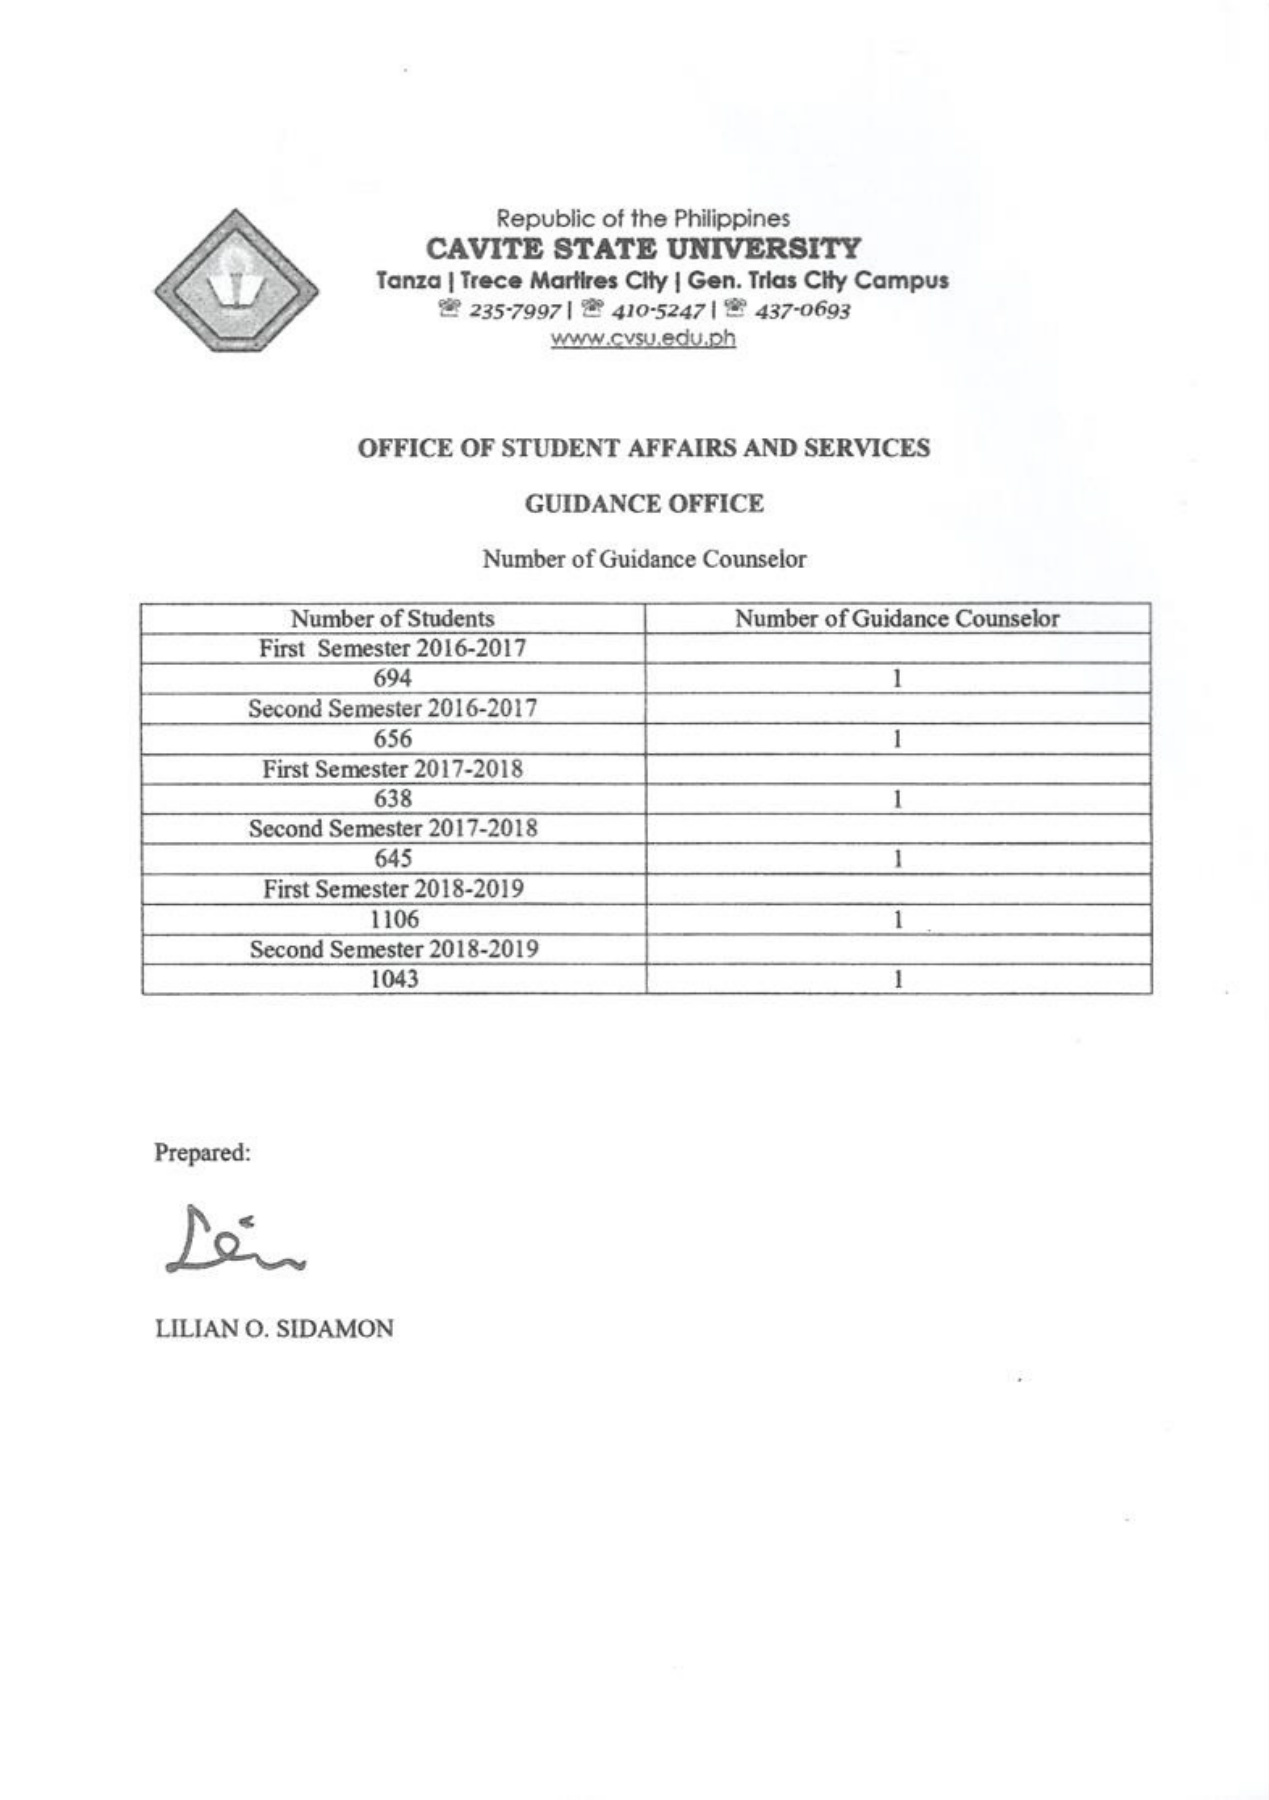 Republic of the Philippines
CAVITE STATE UNIVERSITY
Tanza | Trece Martires City | Gen. Trias City Campus
☎ 235-7997 | ☎ 410-5247 | ☎ 437-0693
www.cvsu.edu.ph
OFFICE OF STUDENT AFFAIRS AND SERVICES
GUIDANCE OFFICE
Number of Guidance Counselor
Number of Students Number of Guidance Counselor
First Semester 2016-2017
694 1
Second Semester 2016-2017
656 1
First Semester 2017-2018
638 1
Second Semester 2017-2018
645 1
First Semester 2018-2019
1106 1
Second Semester 2018-2019
1043 1
Prepared:
LILIAN O. SIDAMON